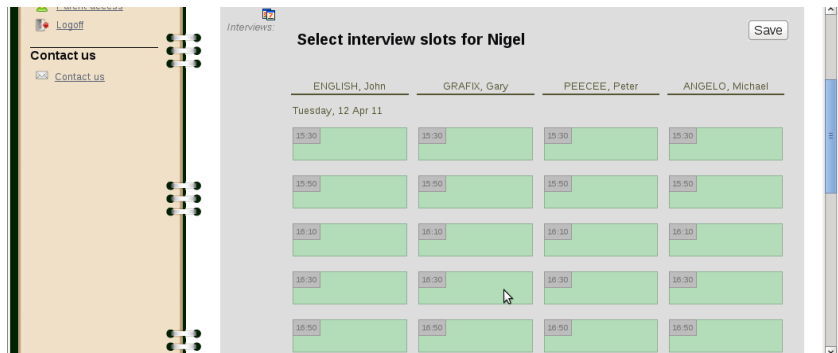 Parent access
Logoff
Contact us
Contact us
Interviews:
Select interview slots for Nigel
Save
ENGLISH, John GRAFIX, Gary PEECEE, Peter ANGELO, Michael
Tuesday, 12 Apr 11
15:30 15:30 15:30 15:30
15:50 15:50 15:50 15:50
16:10 16:10 16:10 16:10
16:30 16:30 16:30 16:30
16:50 16:50 16:50 16:50